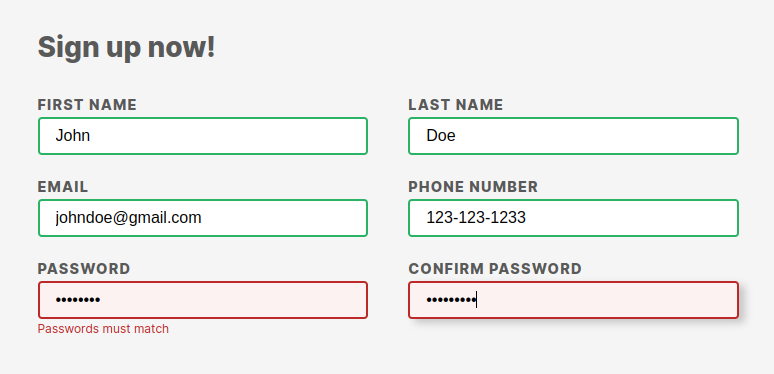 Sign up now!
FIRST NAME
LAST NAME
John
Doe
EMAIL
PHONE NUMBER
johndoe@gmail.com
123-123-1233
PASSWORD
CONFIRM PASSWORD
••••••••
•••••••••
Passwords must match